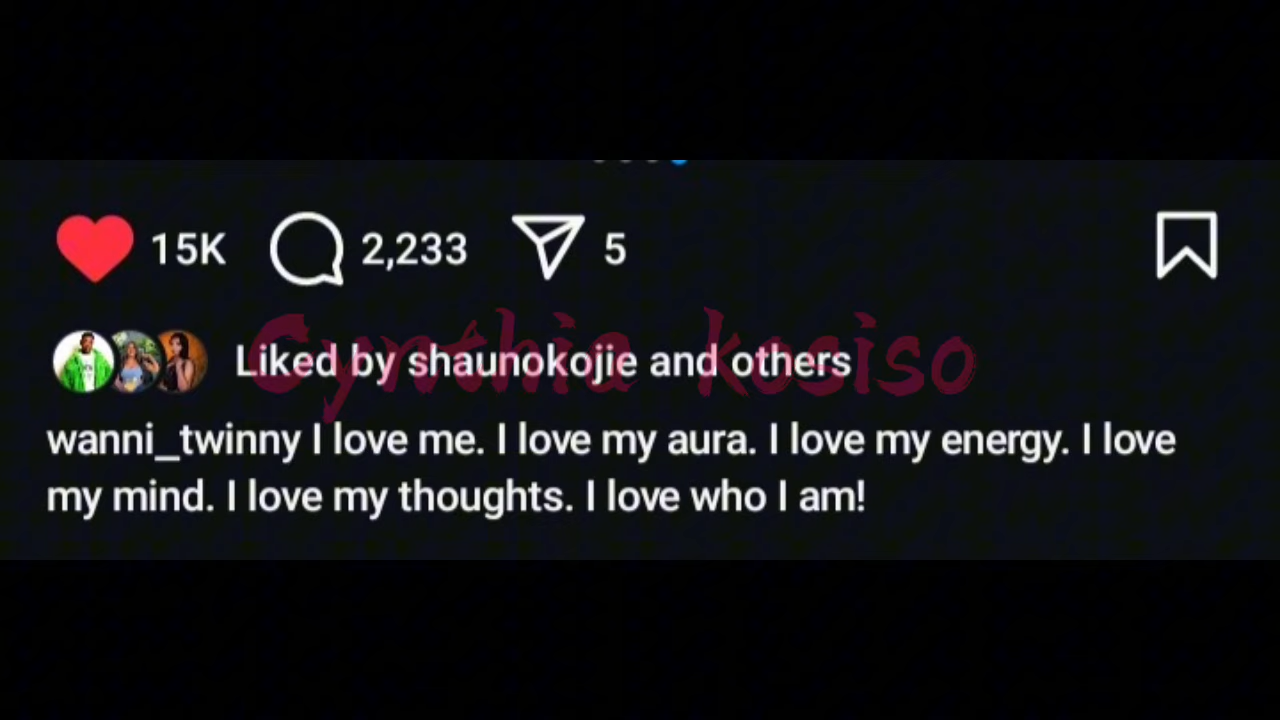 15K 2,233 5
Cynthia kosiso
Liked by shaunokojie and others
wanni_twinny I love me. I love my aura. I love my energy. I love
my mind. I love my thoughts. I love who I am!